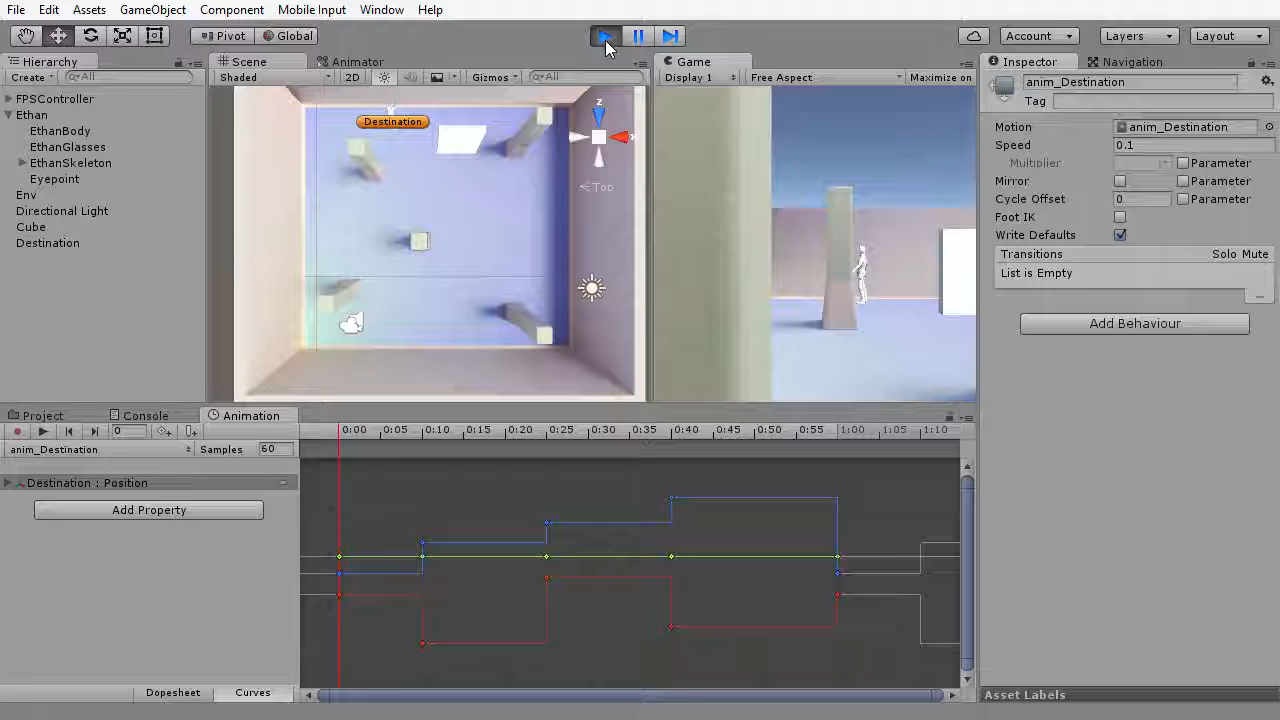 File Edit Assets GameObject Component Mobile Input Window Help
Pivot Global Account Layers Layout
Hierarchy Scene Animator Game Inspector Navigation
Create All Shaded 2D Gizmos All Display 1 Free Aspect Maximize on
anim_Destination
Tag
FPSController
Ethan
EthanBody
EthanGlasses
EthanSkeleton
Eyepoint
Env
Directional Light
Cube
Destination
Destination
z
Top
Motion anim_Destination
Speed 0.1
Multiplier Parameter
Mirror Parameter
Cycle Offset 0 Parameter
Foot IK
Write Defaults
Transitions Solo Mute
List is Empty
Add Behaviour
Project Console Animation
0 0:00 0:05 0:10 0:15 0:20 0:25 0:30 0:35 0:40 0:45 0:50 0:55 1:00 1:05 1:10
anim_Destination Samples 60
Destination : Position
Add Property
Dopesheet Curves
Asset Labels